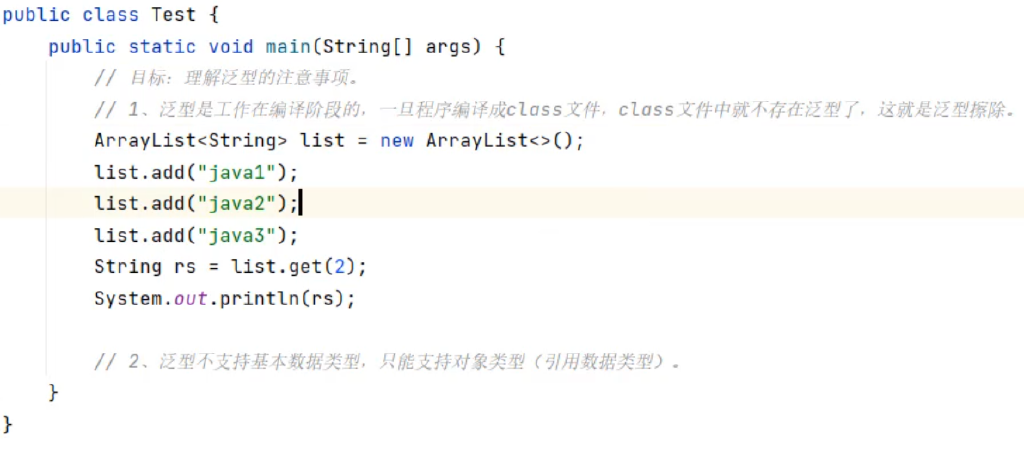 public class Test {
public static void main(String[] args) {
// 目标：理解泛型的注意事项。
// 1、泛型是工作在编译阶段的，一旦程序编译成class文件，class文件中就不存在泛型了，这就是泛型擦除。
ArrayList<String> list = new ArrayList<>();
list.add("java1");
list.add("java2");
list.add("java3");
String rs = list.get(2);
System.out.println(rs);
// 2、泛型不支持基本数据类型，只能支持对象类型（引用数据类型）。
}
}